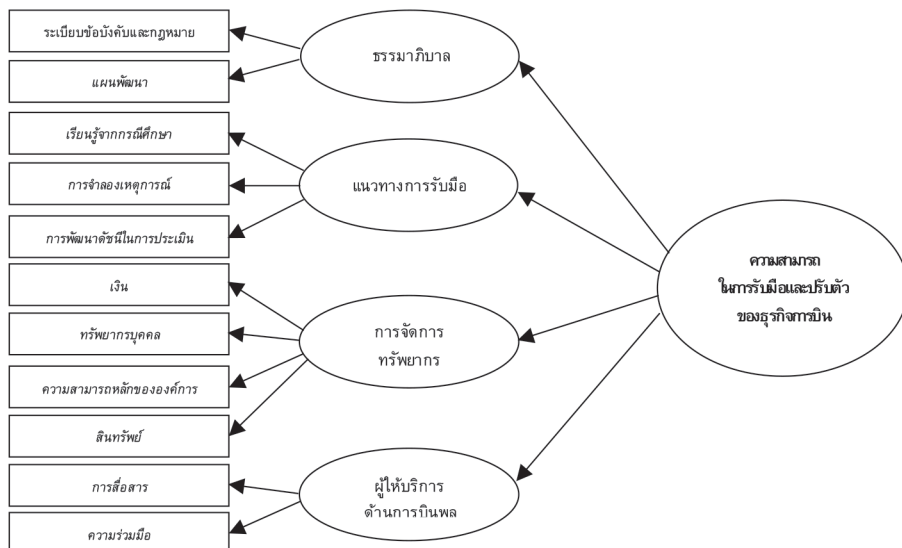 ระเบียบข้อบังคับและกฎหมาย
แผนพัฒนา
เรียนรู้จากกรณีศึกษา
การจำลองเหตุการณ์
การพัฒนาดัชนีในการประเมิน
เงิน
ทรัพยากรบุคคล
ความสามารถหลักขององค์การ
สินทรัพย์
การสื่อสาร
ความร่วมมือ
ธรรมาภิบาล
แนวทางการรับมือ
การจัดการ
ทรัพยากร
ผู้ให้บริการ
ด้านการบินพล
ความสามารถ
ในการรับมือและปรับตัว
ของธุรกิจการบิน